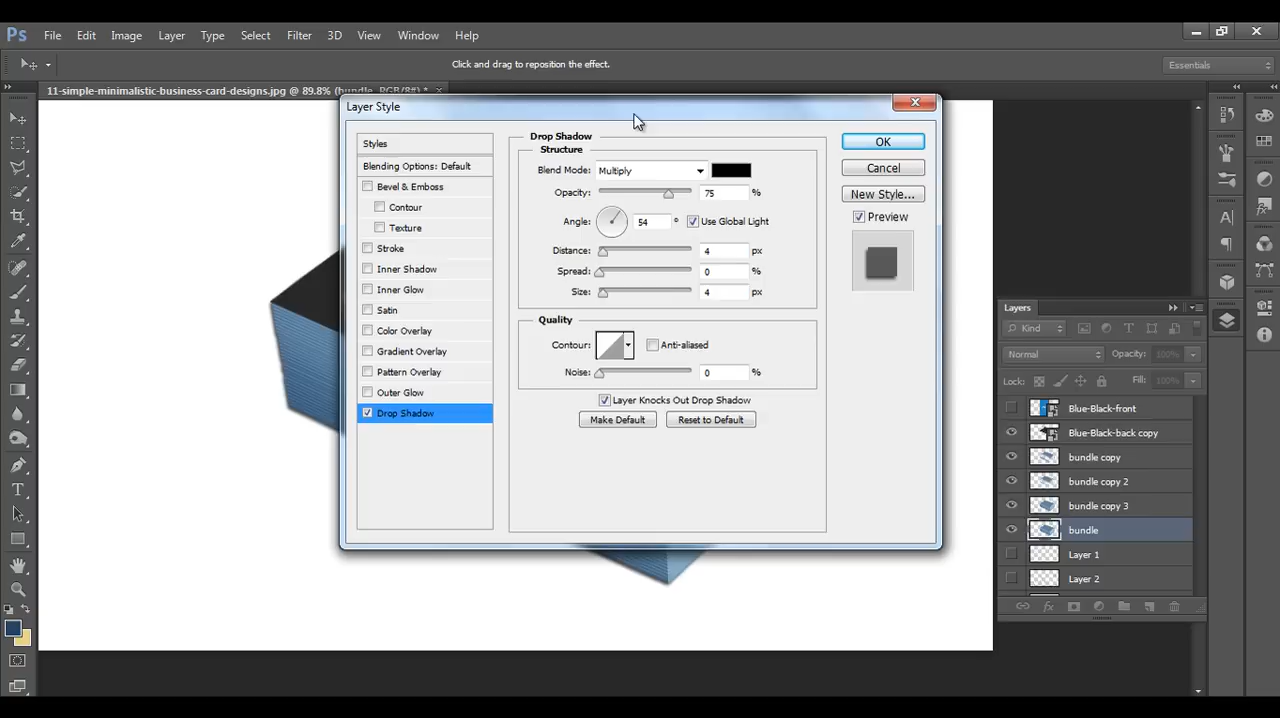 Ps File Edit Image Layer Type Select Filter 3D View Window Help
Click and drag to reposition the effect.
Essentials
11-simple-minimalistic-business-card-designs.jpg @ 89.8% (bundle, RGB/8#) *
Layer Style
Styles
Blending Options: Default
Bevel & Emboss
Contour
Texture
Stroke
Inner Shadow
Inner Glow
Satin
Color Overlay
Gradient Overlay
Pattern Overlay
Outer Glow
Drop Shadow
Drop Shadow
Structure
Blend Mode: Multiply
Opacity: 75 %
Angle: 54 ° Use Global Light
Distance: 4 px
Spread: 0 %
Size: 4 px
Quality
Contour: Anti-aliased
Noise: 0 %
Layer Knocks Out Drop Shadow
Make Default Reset to Default
OK
Cancel
New Style...
Preview
Layers
Kind
Normal Opacity: 100%
Lock: Fill: 100%
Blue-Black-front
Blue-Black-back copy
bundle copy
bundle copy 2
bundle copy 3
bundle
Layer 1
Layer 2